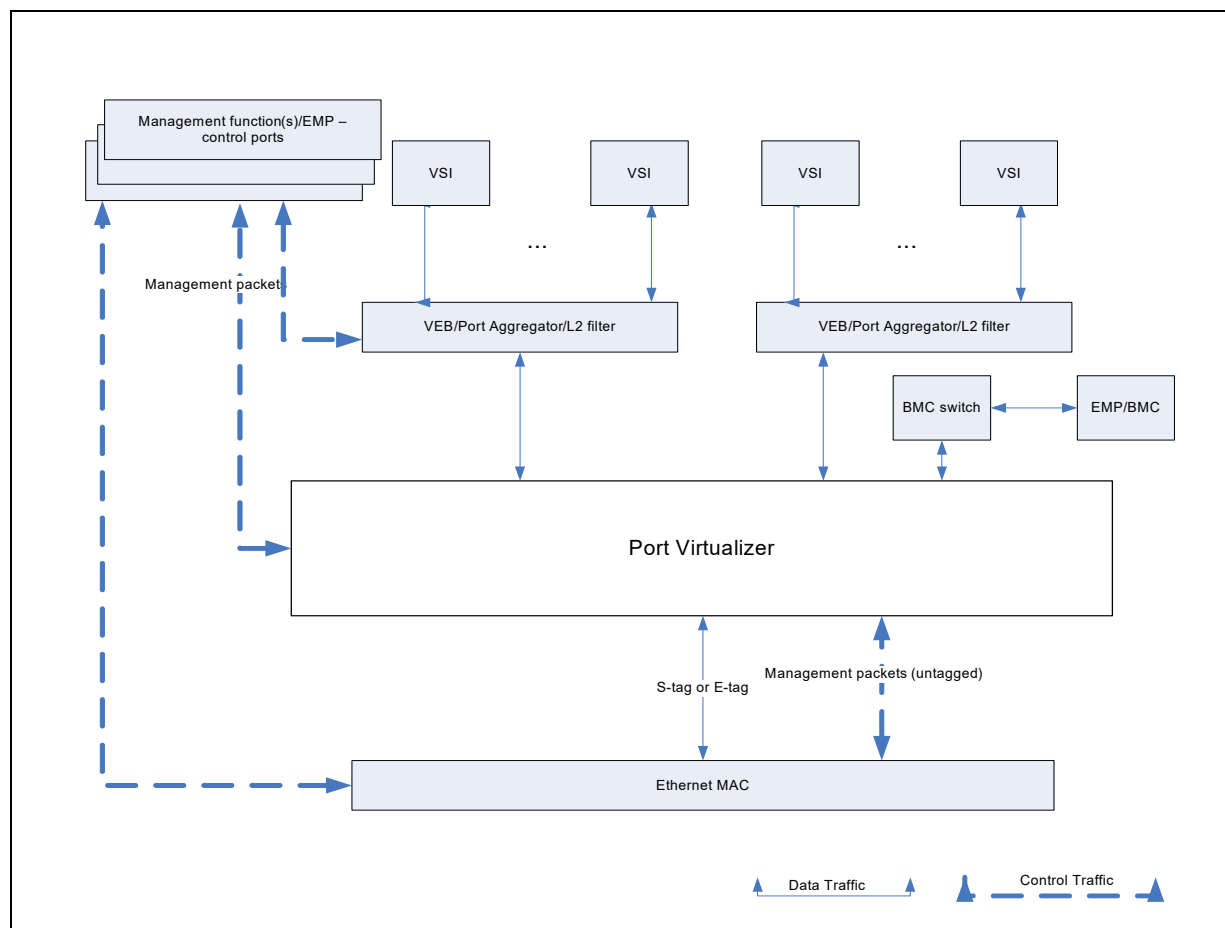 Management function(s)/EMP –
control ports
VSI
VSI
VSI
VSI
...
...
Management packets
VEB/Port Aggregator/L2 filter
VEB/Port Aggregator/L2 filter
BMC switch
EMP/BMC
Port Virtualizer
Management packets (untagged)
S-tag or E-tag
Ethernet MAC
Data Traffic
Control Traffic